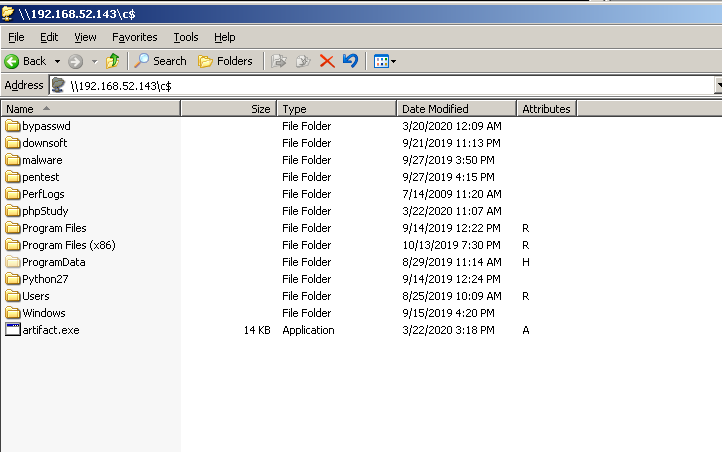 \\192.168.52.143\c$
File Edit View Favorites Tools Help
Back Search Folders
Address \\192.168.52.143\c$
Name Size Type Date Modified Attributes
bypasswd File Folder 3/20/2020 12:09 AM
downsoft File Folder 9/21/2019 11:13 PM
malware File Folder 9/27/2019 3:50 PM
pentest File Folder 9/27/2019 4:15 PM
PerfLogs File Folder 7/14/2009 11:20 AM
phpStudy File Folder 3/22/2020 11:07 AM
Program Files File Folder 9/14/2019 12:22 PM R
Program Files (x86) File Folder 10/13/2019 7:30 PM R
ProgramData File Folder 8/29/2019 11:14 AM H
Python27 File Folder 9/14/2019 12:24 PM
Users File Folder 8/25/2019 10:09 AM R
Windows File Folder 9/15/2019 4:20 PM
artifact.exe 14 KB Application 3/22/2020 3:18 PM A